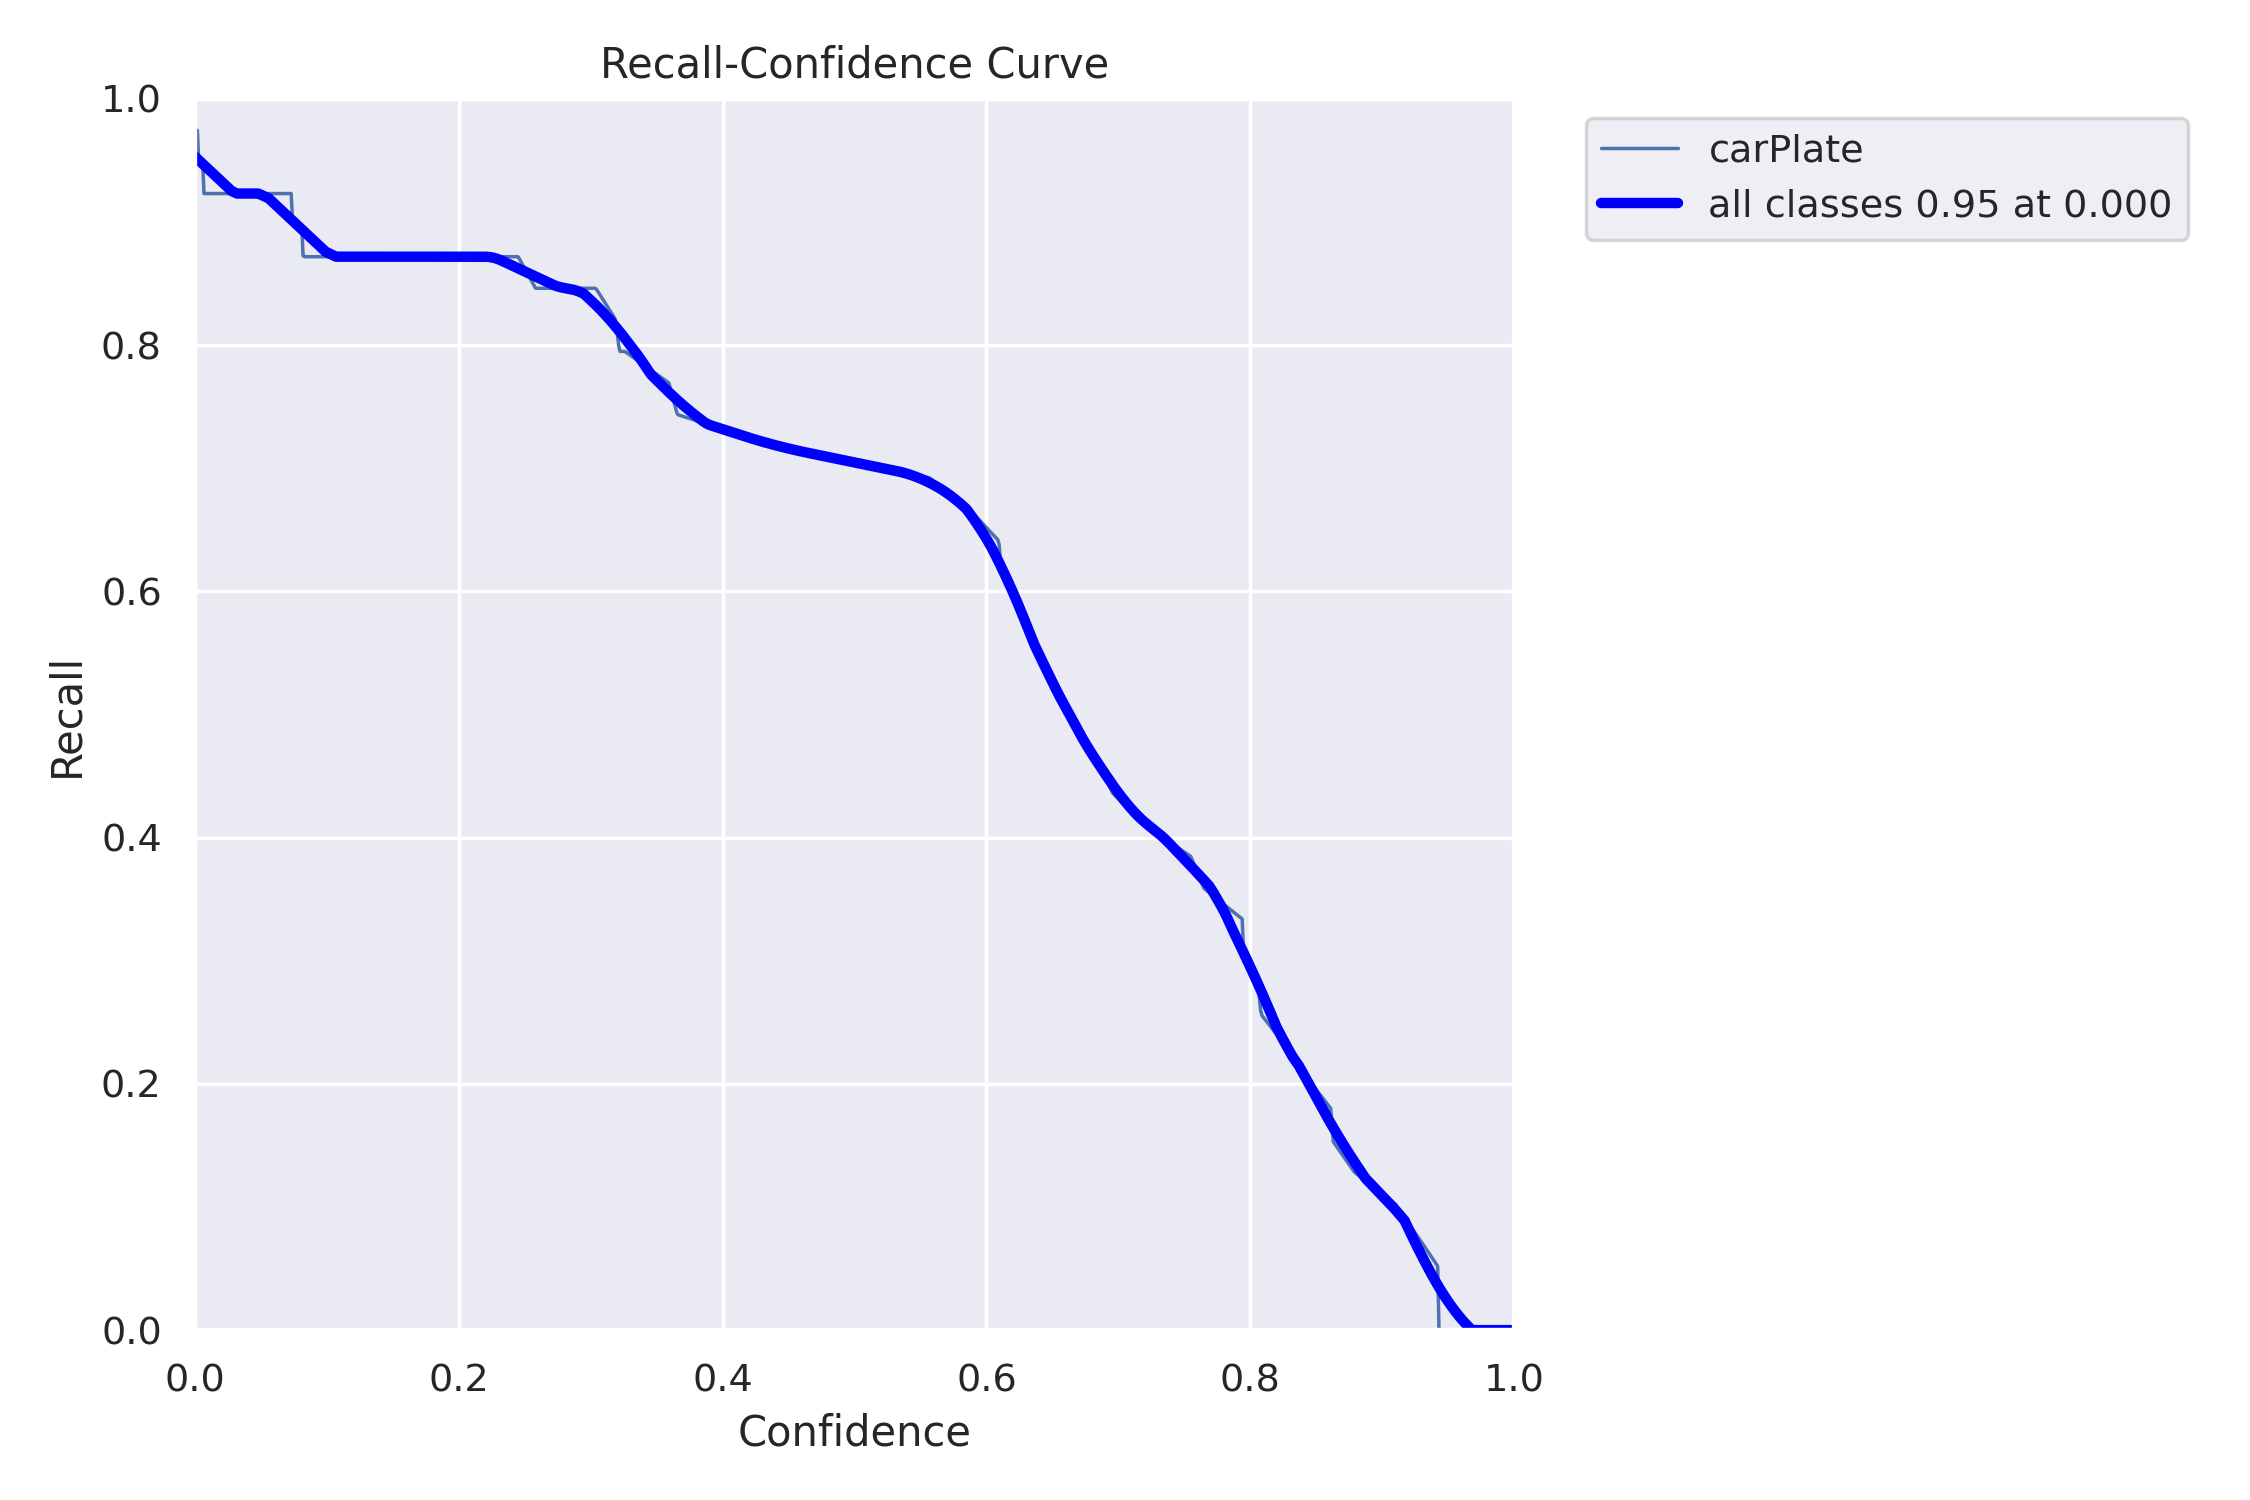 Recall-Confidence Curve
carPlate
all classes 0.95 at 0.000
1.0
0.8
0.6
0.4
0.2
0.0
Recall
0.0 0.2 0.4 0.6 0.8 1.0
Confidence